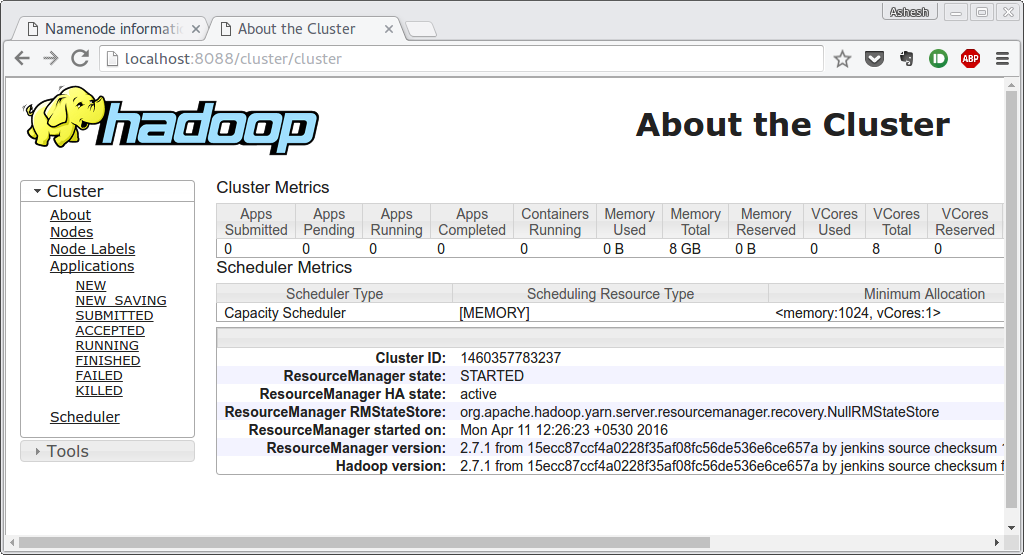 Ashesh
Namenode informati
About the Cluster
localhost:8088/cluster/cluster
ABP
hadoop
About the Cluster
Cluster
About
Nodes
Node Labels
Applications
NEW
NEW_SAVING
SUBMITTED
ACCEPTED
RUNNING
FINISHED
FAILED
KILLED
Scheduler
Tools
Cluster Metrics
Apps Submitted Apps Pending Apps Running Apps Completed Containers Running Memory Used Memory Total Memory Reserved VCores Used VCores Total VCores Reserved
0 0 0 0 0 0 B 8 GB 0 B 0 8 0
Scheduler Metrics
Scheduler Type Scheduling Resource Type Minimum Allocation
Capacity Scheduler [MEMORY] <memory:1024, vCores:1>
Cluster ID: 1460357783237
ResourceManager state: STARTED
ResourceManager HA state: active
ResourceManager RMStateStore: org.apache.hadoop.yarn.server.resourcemanager.recovery.NullRMStateStore
ResourceManager started on: Mon Apr 11 12:26:23 +0530 2016
ResourceManager version: 2.7.1 from 15ecc87ccf4a0228f35af08fc56de536e6ce657a by jenkins source checksum
Hadoop version: 2.7.1 from 15ecc87ccf4a0228f35af08fc56de536e6ce657a by jenkins source checksum f